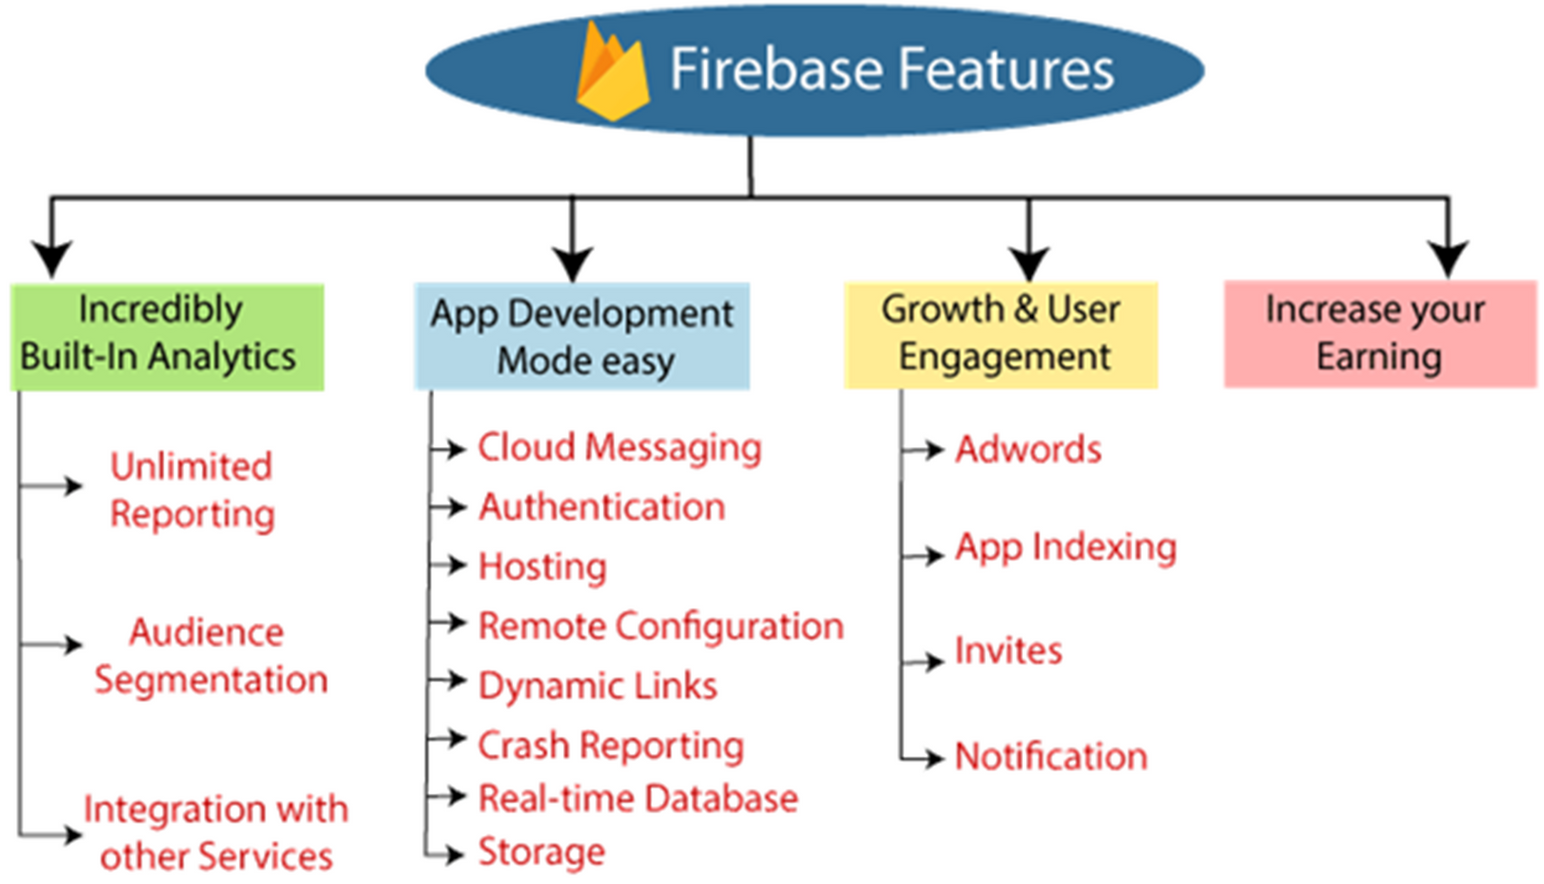 Firebase Features
Incredibly
Built-In Analytics
Unlimited
Reporting
Audience
Segmentation
Integration with
other Services
App Development
Mode easy
Cloud Messaging
Authentication
Hosting
Remote Configuration
Dynamic Links
Crash Reporting
Real-time Database
Storage
Growth & User
Engagement
Adwords
App Indexing
Invites
Notification
Increase your
Earning